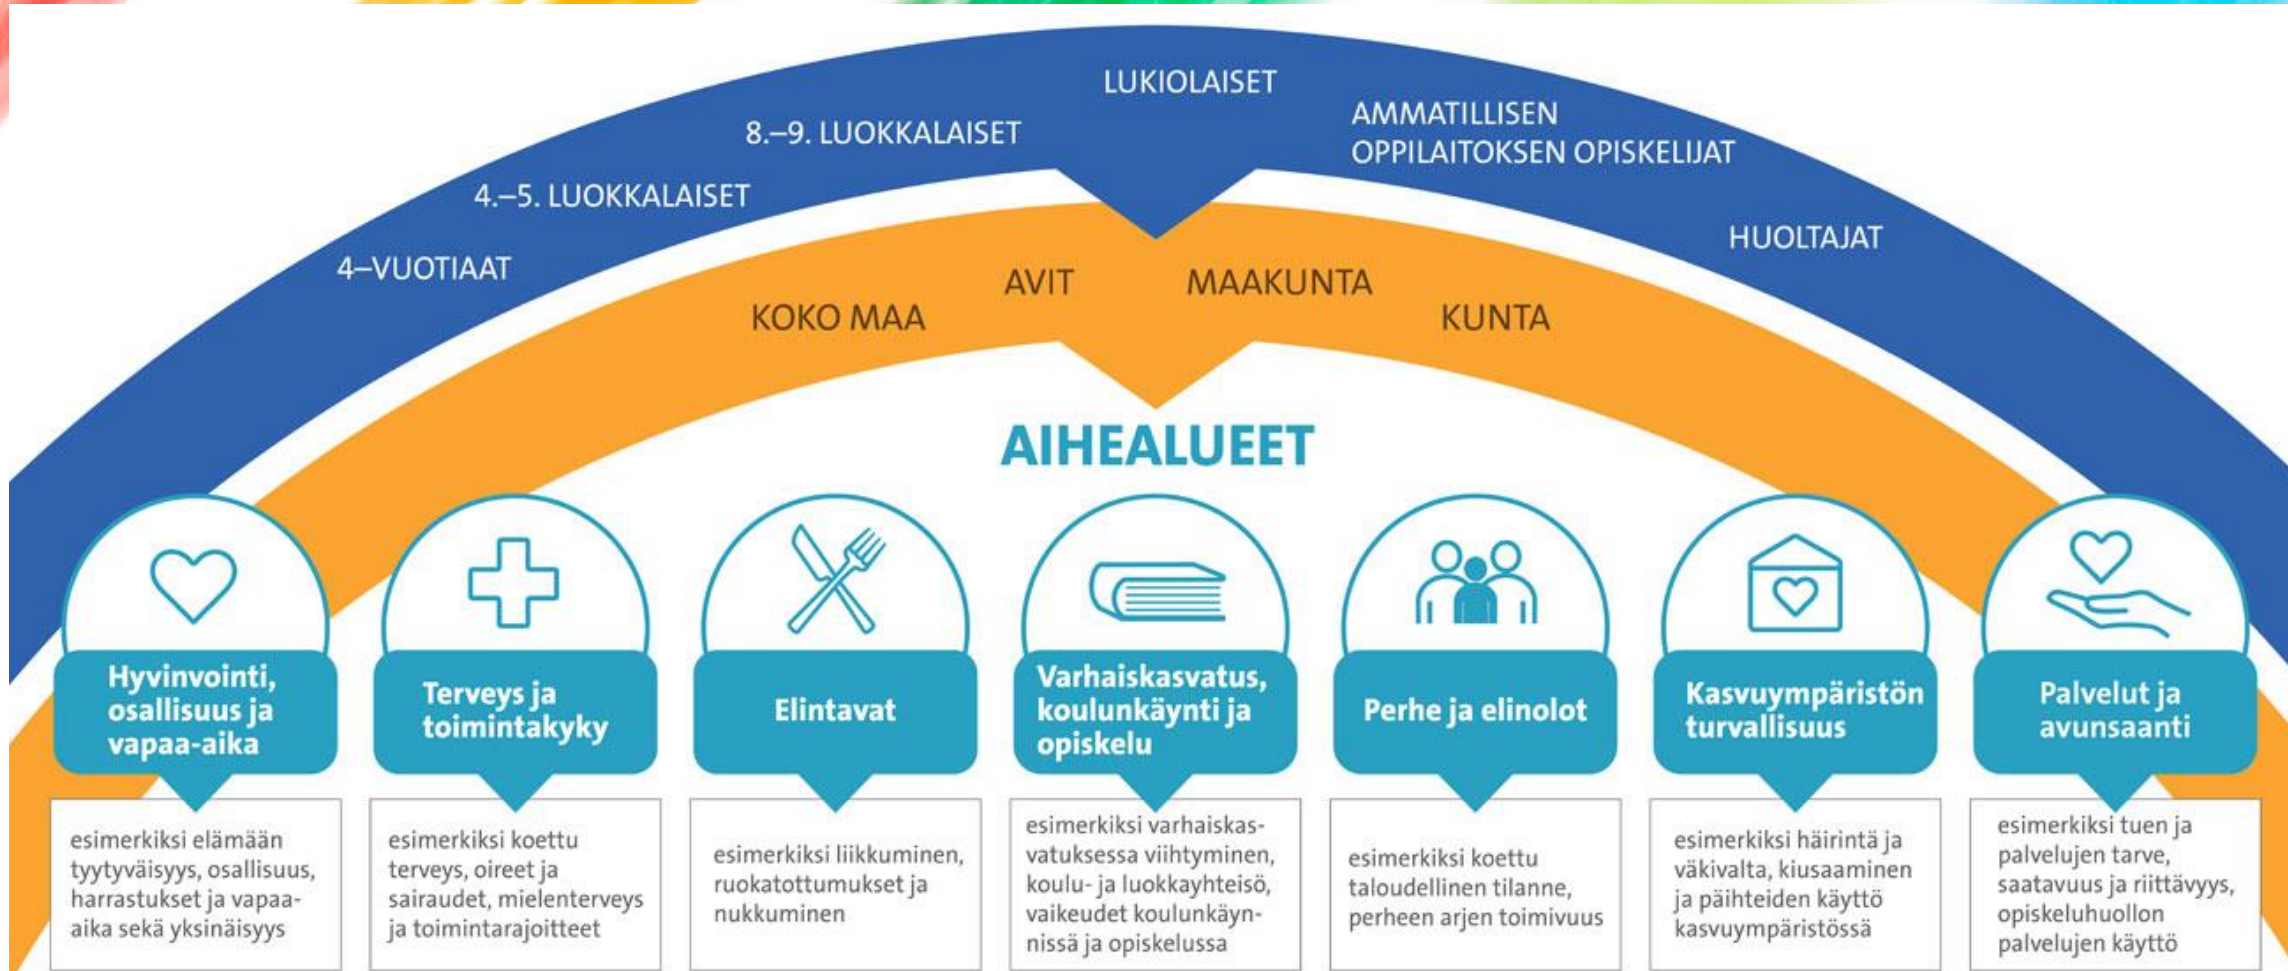 LUKIOLAISET
8.–9. LUOKKALAISET
AMMATILLISEN
OPPILAITOKSEN OPISKELIJAT
4.–5. LUOKKALAISET
HUOLTAJAT
4–VUOTIAAT
AVIT
MAAKUNTA
KOKO MAA
KUNTA
AIHEALUEET
Hyvinvointi,
osallisuus ja
vapaa-aika
esimerkiksi elämään
tyytyväisyys, osallisuus,
harrastukset ja vapaa-
aika sekä yksinäisyys
Terveys ja
toimintakyky
esimerkiksi koettu
terveys, oireet ja
sairaudet, mielenterveys
ja toimintarajoitteet
Elintavat
esimerkiksi liikkuminen,
ruokatottumukset ja
nukkuminen
Varhaiskasvatus,
koulunkäynti ja
opiskelu
esimerkiksi varhaiskas-
vatuksessa viihtyminen,
koulu- ja luokkayhteisö,
vaikeudet koulunkäyn-
nissä ja opiskelussa
Perhe ja elinolot
esimerkiksi koettu
taloudellinen tilanne,
perheen arjen toimivuus
Kasvuympäristön
turvallisuus
esimerkiksi häirintä ja
väkivalta, kiusaaminen
ja päihteiden käyttö
kasvuympäristössä
Palvelut ja
avunsaanti
esimerkiksi tuen ja
palvelujen tarve,
saatavuus ja riittävyys,
opiskeluhuollon
palvelujen käyttö